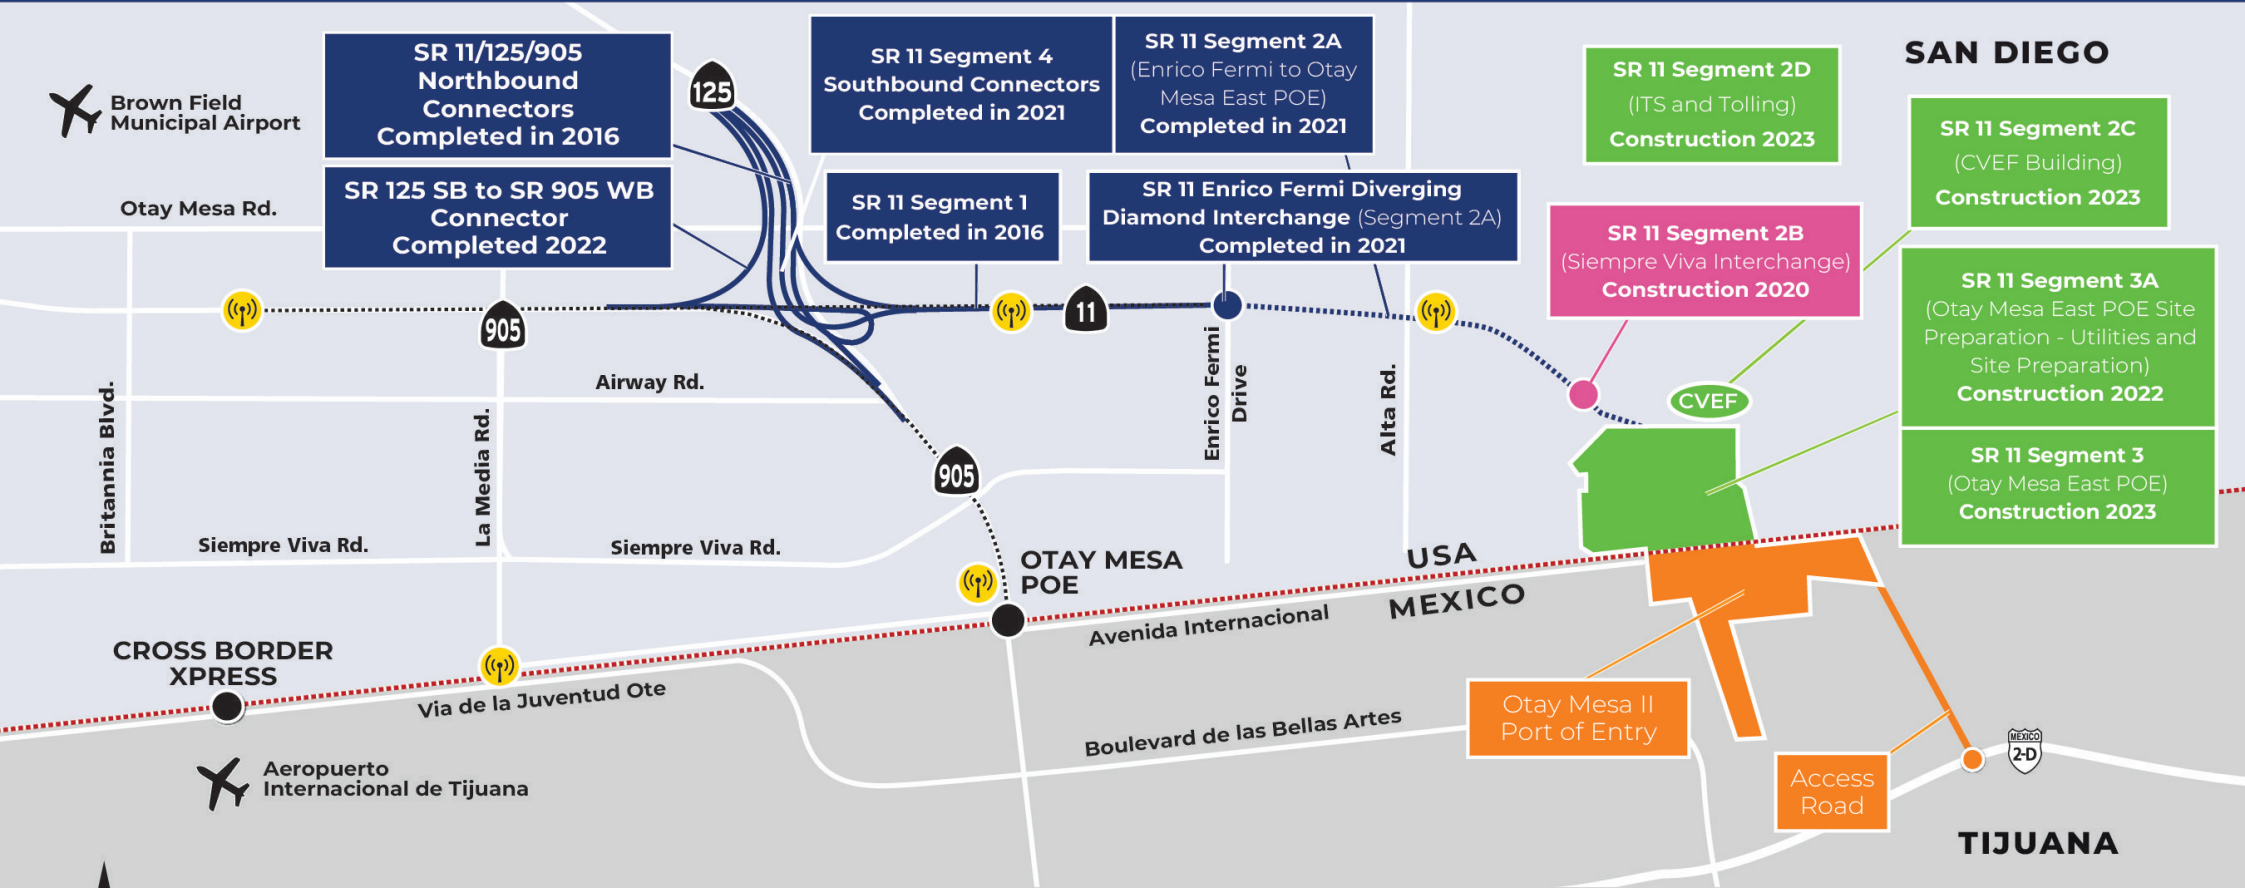 SR 11/125/905
Northbound
Connectors
Completed in 2016
SR 125 SB to SR 905 WB
Connector
Completed 2022
SR 11 Segment 4
Southbound Connectors
Completed in 2021
SR 11 Segment 2A
(Enrico Fermi to Otay
Mesa East POE)
Completed in 2021
SR 11 Segment 1
Completed in 2016
SR 11 Enrico Fermi Diverging
Diamond Interchange (Segment 2A)
Completed in 2021
SR 11 Segment 2D
(ITS and Tolling)
Construction 2023
SAN DIEGO
SR 11 Segment 2C
(CVEF Building)
Construction 2023
SR 11 Segment 2B
(Siempre Viva Interchange)
Construction 2020
SR 11 Segment 3A
(Otay Mesa East POE Site
Preparation - Utilities and
Site Preparation)
Construction 2022
SR 11 Segment 3
(Otay Mesa East POE)
Construction 2023
Brown Field
Municipal Airport
125
Otay Mesa Rd.
905
11
Airway Rd.
Britannia Blvd.
La Media Rd.
Enrico Fermi
Drive
Alta Rd.
CVEF
905
Siempre Viva Rd.
Siempre Viva Rd.
OTAY MESA
POE
USA
MEXICO
Avenida Internacional
CROSS BORDER
XPRESS
Via de la Juventud Ote
Boulevard de las Bellas Artes
Otay Mesa II
Port of Entry
Access
Road
MEXICO
2-D
Aeropuerto
Internacional de Tijuana
TIJUANA